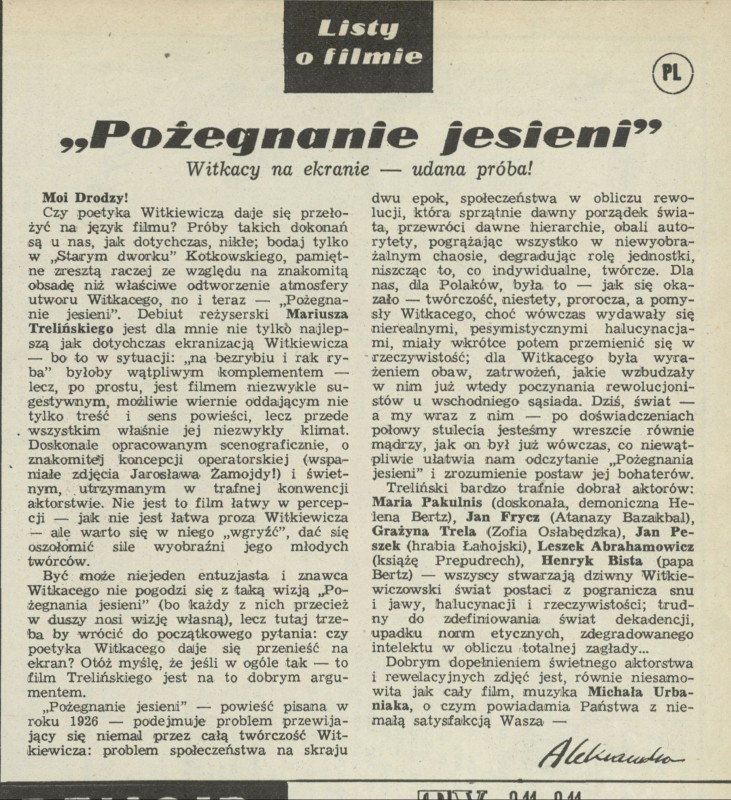 Listy
o filmie
PL
„Pożegnanie jesieni”
Witkacy na ekranie — udana próba!
Moi Drodzy!
Czy poetyka Witkiewicza daje się przeło-
żyć na język filmu? Próby takich dokonań
są u nas, jak dotychczas, nikłe; bodaj tylko
w „Starym dworku” Kotkowskiego, pamięt-
ne zresztą raczej ze względu na znakomitą
obsadę niż właściwe odtworzenie atmosfery
utworu Witkacego, no i teraz — „Pożegna-
nie jesieni”. Debiut reżyserski Mariusza
Trelińskiego jest dla mnie nie tylko najlep-
szą jak dotychczas ekranizacją Witkiewicza
— bo to w sytuacji: „na bezrybiu i rak ry-
ba” byłoby wątpliwym komplementem —
lecz, po prostu, jest filmem niezwykle su-
gestywnym, możliwie wiernie oddającym nie
tylko treść i sens powieści, lecz przede
wszystkim właśnie jej niezwykły klimat.
Doskonale opracowanym scenograficznie, o
znakomitej koncepcji operatorskiej (wspa-
niałe zdjęcia Jarosława Żamojdy!) i świet-
nym, utrzymanym w trafnej konwencji
aktorstwie. Nie jest to film łatwy w percep-
cji — jak nie jest łatwa proza Witkiewicza
— ale warto się w niego „wgryźć”, dać się
oszołomić sile wyobraźni jego młodych
twórców.
Być może niejeden entuzjasta i znawca
Witkacego nie pogodzi się z taką wizją „Po-
żegnania jesieni” (bo każdy z nich przecież
w duszy nosi wizję własną), lecz tutaj trze-
ba by wrócić do początkowego pytania: czy
poetyka Witkacego daje się przenieść na
ekran? Otóż myślę, że jeśli w ogóle tak — to
film Trelińskiego jest na to dobrym argu-
mentem.
„Pożegnanie jesieni” — powieść pisana w
roku 1926 — podejmuje problem przewija-
jący się niemal przez całą twórczość Wit-
kiewicza: problem społeczeństwa na skraju
dwu epok, społeczeństwa w obliczu rewo-
lucji, która sprzątnie dawny porządek świa-
ta, przewróci dawne hierarchie, obali auto-
rytety, pogrążając wszystko w niewyobra-
żalnym chaosie, degradując rolę jednostki,
niszcząc to, co indywidualne, twórcze. Dla
nas, dla Polaków, była to — jak się oka-
zało — twórczość, niestety, prorocza, a pomy-
sły Witkacego, choć wówczas wydawały się
nierealnymi, pesymistycznymi halucynacja-
mi, miały wkrótce potem przemienić się w
rzeczywistość; dla Witkacego była wyra-
żeniem obaw, zatrwożeń, jakie wzbudzały
w nim już wtedy poczynania rewolucjoni-
stów u wschodniego sąsiada. Dziś, świat —
a my wraz z nim — po doświadczeniach
połowy stulecia jesteśmy wreszcie równie
mądrzy, jak on był już wówczas, co niewąt-
pliwie ułatwia nam odczytanie „Pożegnania
jesieni” i zrozumienie postaw jej bohaterów.
Treliński bardzo trafnie dobrał aktorów:
Maria Pakulnis (doskonała, demoniczna He-
lena Bertz), Jan Frycz (Atanazy Bazakbal),
Grażyna Trela (Zofia Osłabędzka), Jan Pe-
szek (hrabia Łahojski), Leszek Abrahamowicz
(książę Prepudrech), Henryk Bista (papa
Bertz) — wszyscy stwarzają dziwny Witkie-
wiczowski świat postaci z pogranicza snu
i jawy, halucynacji i rzeczywistości; trud-
ny do zdefiniowania świat dekadencji,
upadku norm etycznych, zdegradowanego
intelektu w obliczu totalnej zagłady...
Dobrym dopełnieniem świetnego aktorstwa
i rewelacyjnych zdjęć jest, równie niesamo-
wita jak cały film, muzyka Michała Urba-
niaka, o czym powiadamia Państwa z nie-
małą satysfakcją Wasza —
Aleksandra